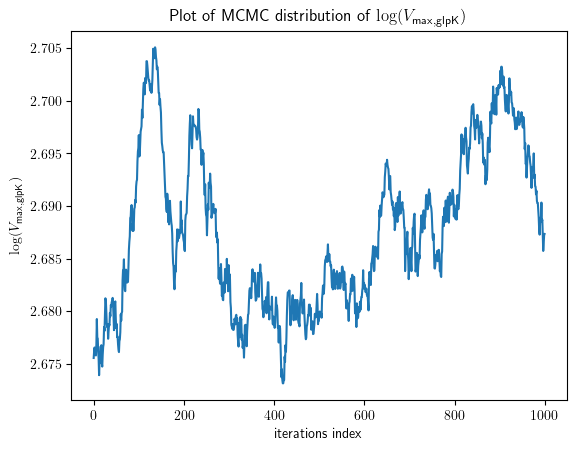 Plot of MCMC distribution of log(V_max,glpK)
2.705
2.700
2.695
2.690
2.685
2.680
2.675
log(V_max,glpK)
0 200 400 600 800 1000
iterations index